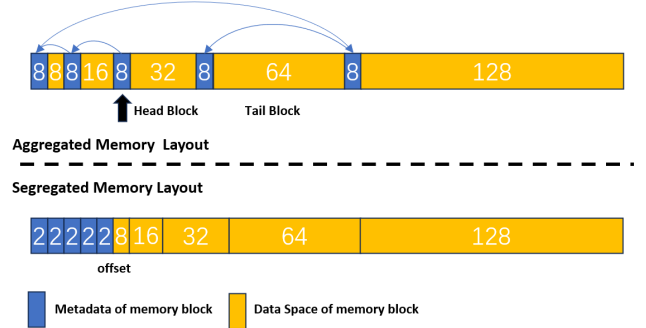 8 8 8 16 8 32 8 64 8 128
Head Block Tail Block
Aggregated Memory Layout
Segregated Memory Layout
2 2 2 2 2 8 16 32 64 128
offset
Metadata of memory block Data Space of memory block